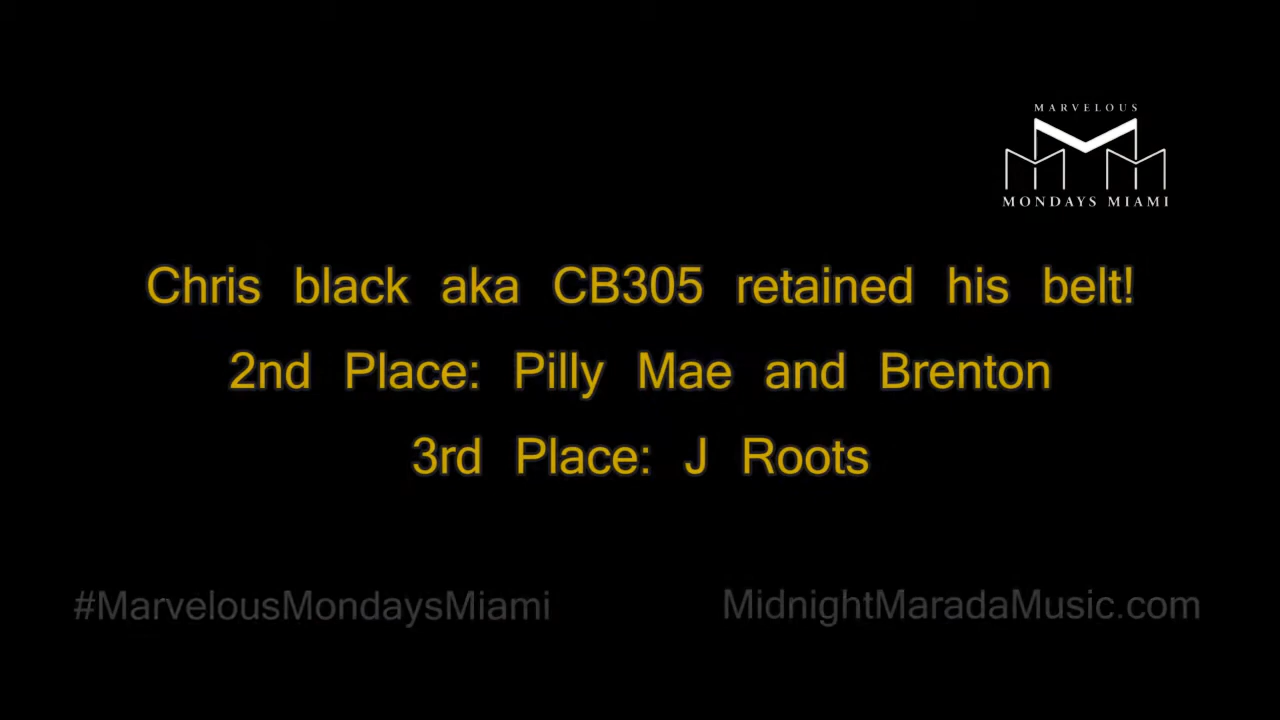 MARVELOUS
MONDAYS MIAMI
Chris black aka CB305 retained his belt!
2nd Place: Pilly Mae and Brenton
3rd Place: J Roots
#MarvelousMondaysMiami
MidnightMaradaMusic.com